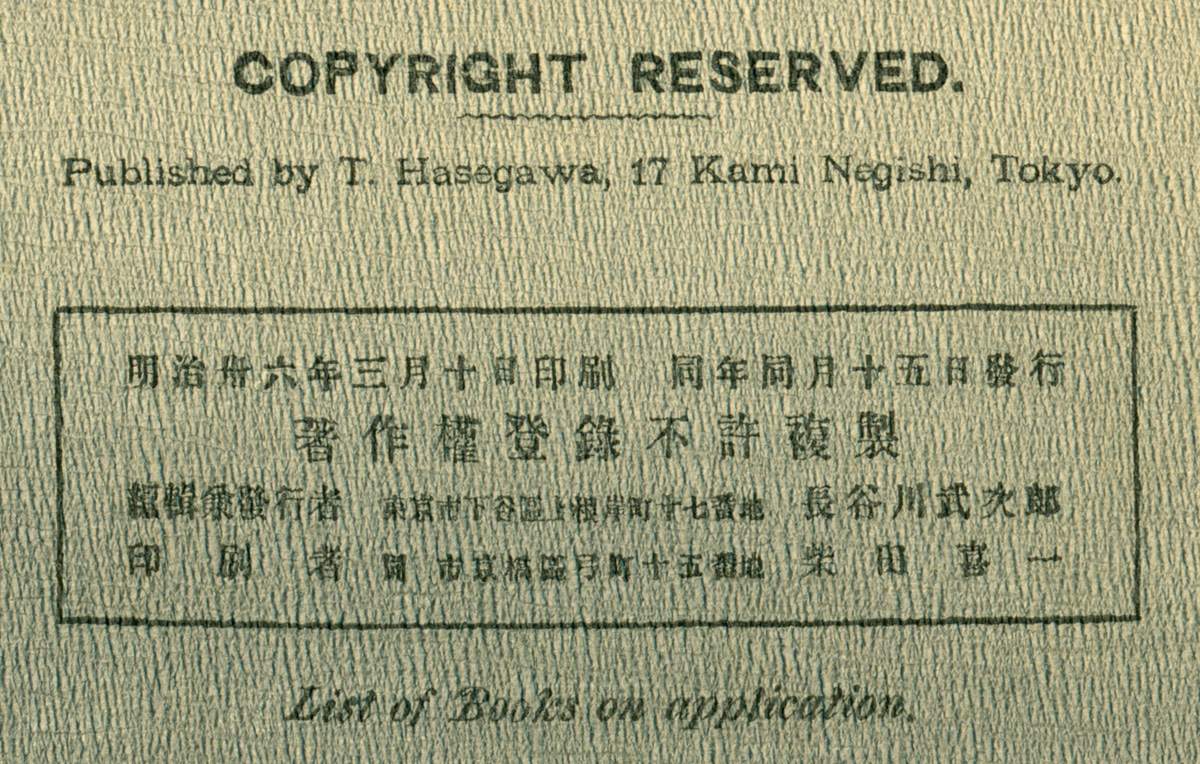 COPYRIGHT RESERVED.
Published by T. Hasegawa, 17 Kami Negishi, Tokyo.
明治卅六年三月十日印刷 同年同月十五日發行
著作權登錄不許複製
編輯兼發行者 東京市下谷區上根岸町十七番地 長谷川武次郎
印刷者 同市京橋區弓町十五番地 柴田喜一
List of Books on application.